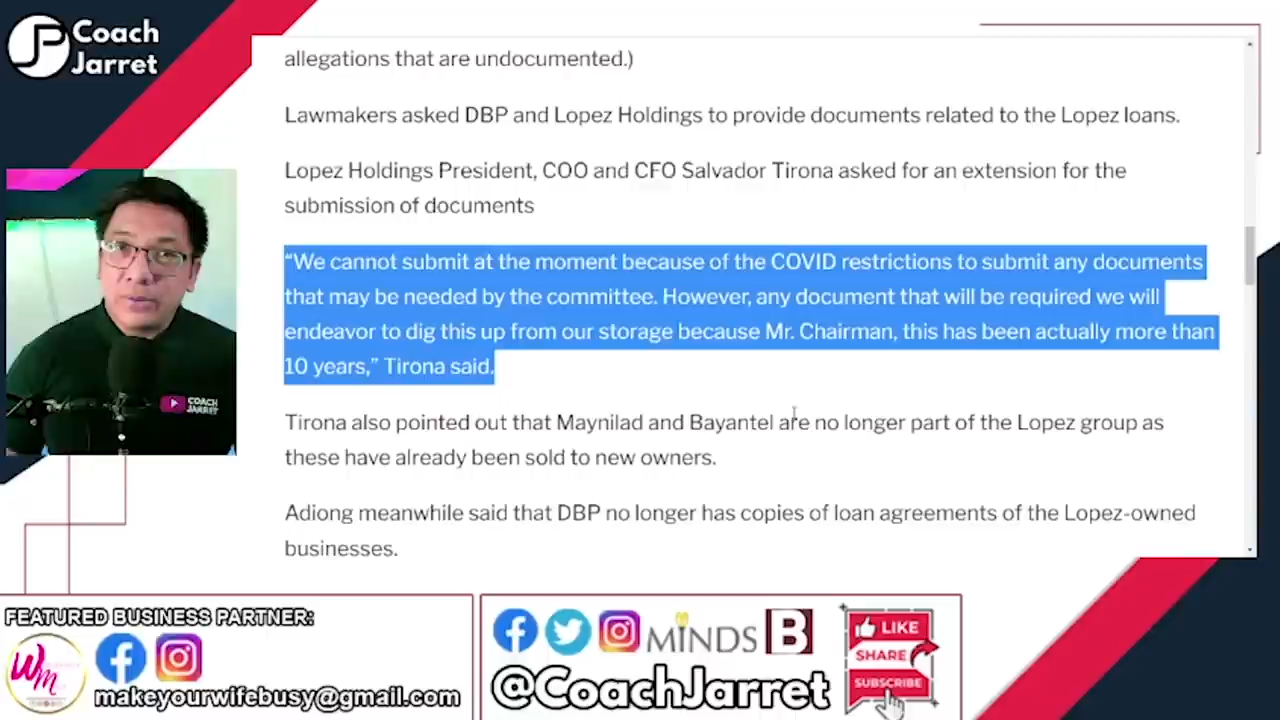 Coach
Jarret
allegations that are undocumented.)
Lawmakers asked DBP and Lopez Holdings to provide documents related to the Lopez loans.
Lopez Holdings President, COO and CFO Salvador Tirona asked for an extension for the
submission of documents
“We cannot submit at the moment because of the COVID restrictions to submit any documents
that may be needed by the committee. However, any document that will be required we will
endeavor to dig this up from our storage because Mr. Chairman, this has been actually more than
10 years,” Tirona said.
Tirona also pointed out that Maynilad and Bayantel are no longer part of the Lopez group as
these have already been sold to new owners.
Adiong meanwhile said that DBP no longer has copies of loan agreements of the Lopez-owned
businesses.
COACH
JARRET
FEATURED BUSINESS PARTNER:
WM
makeyourwifebusy@gmail.com
MINDS
B
@CoachJarret
LIKE
SHARE
SUBSCRIBE